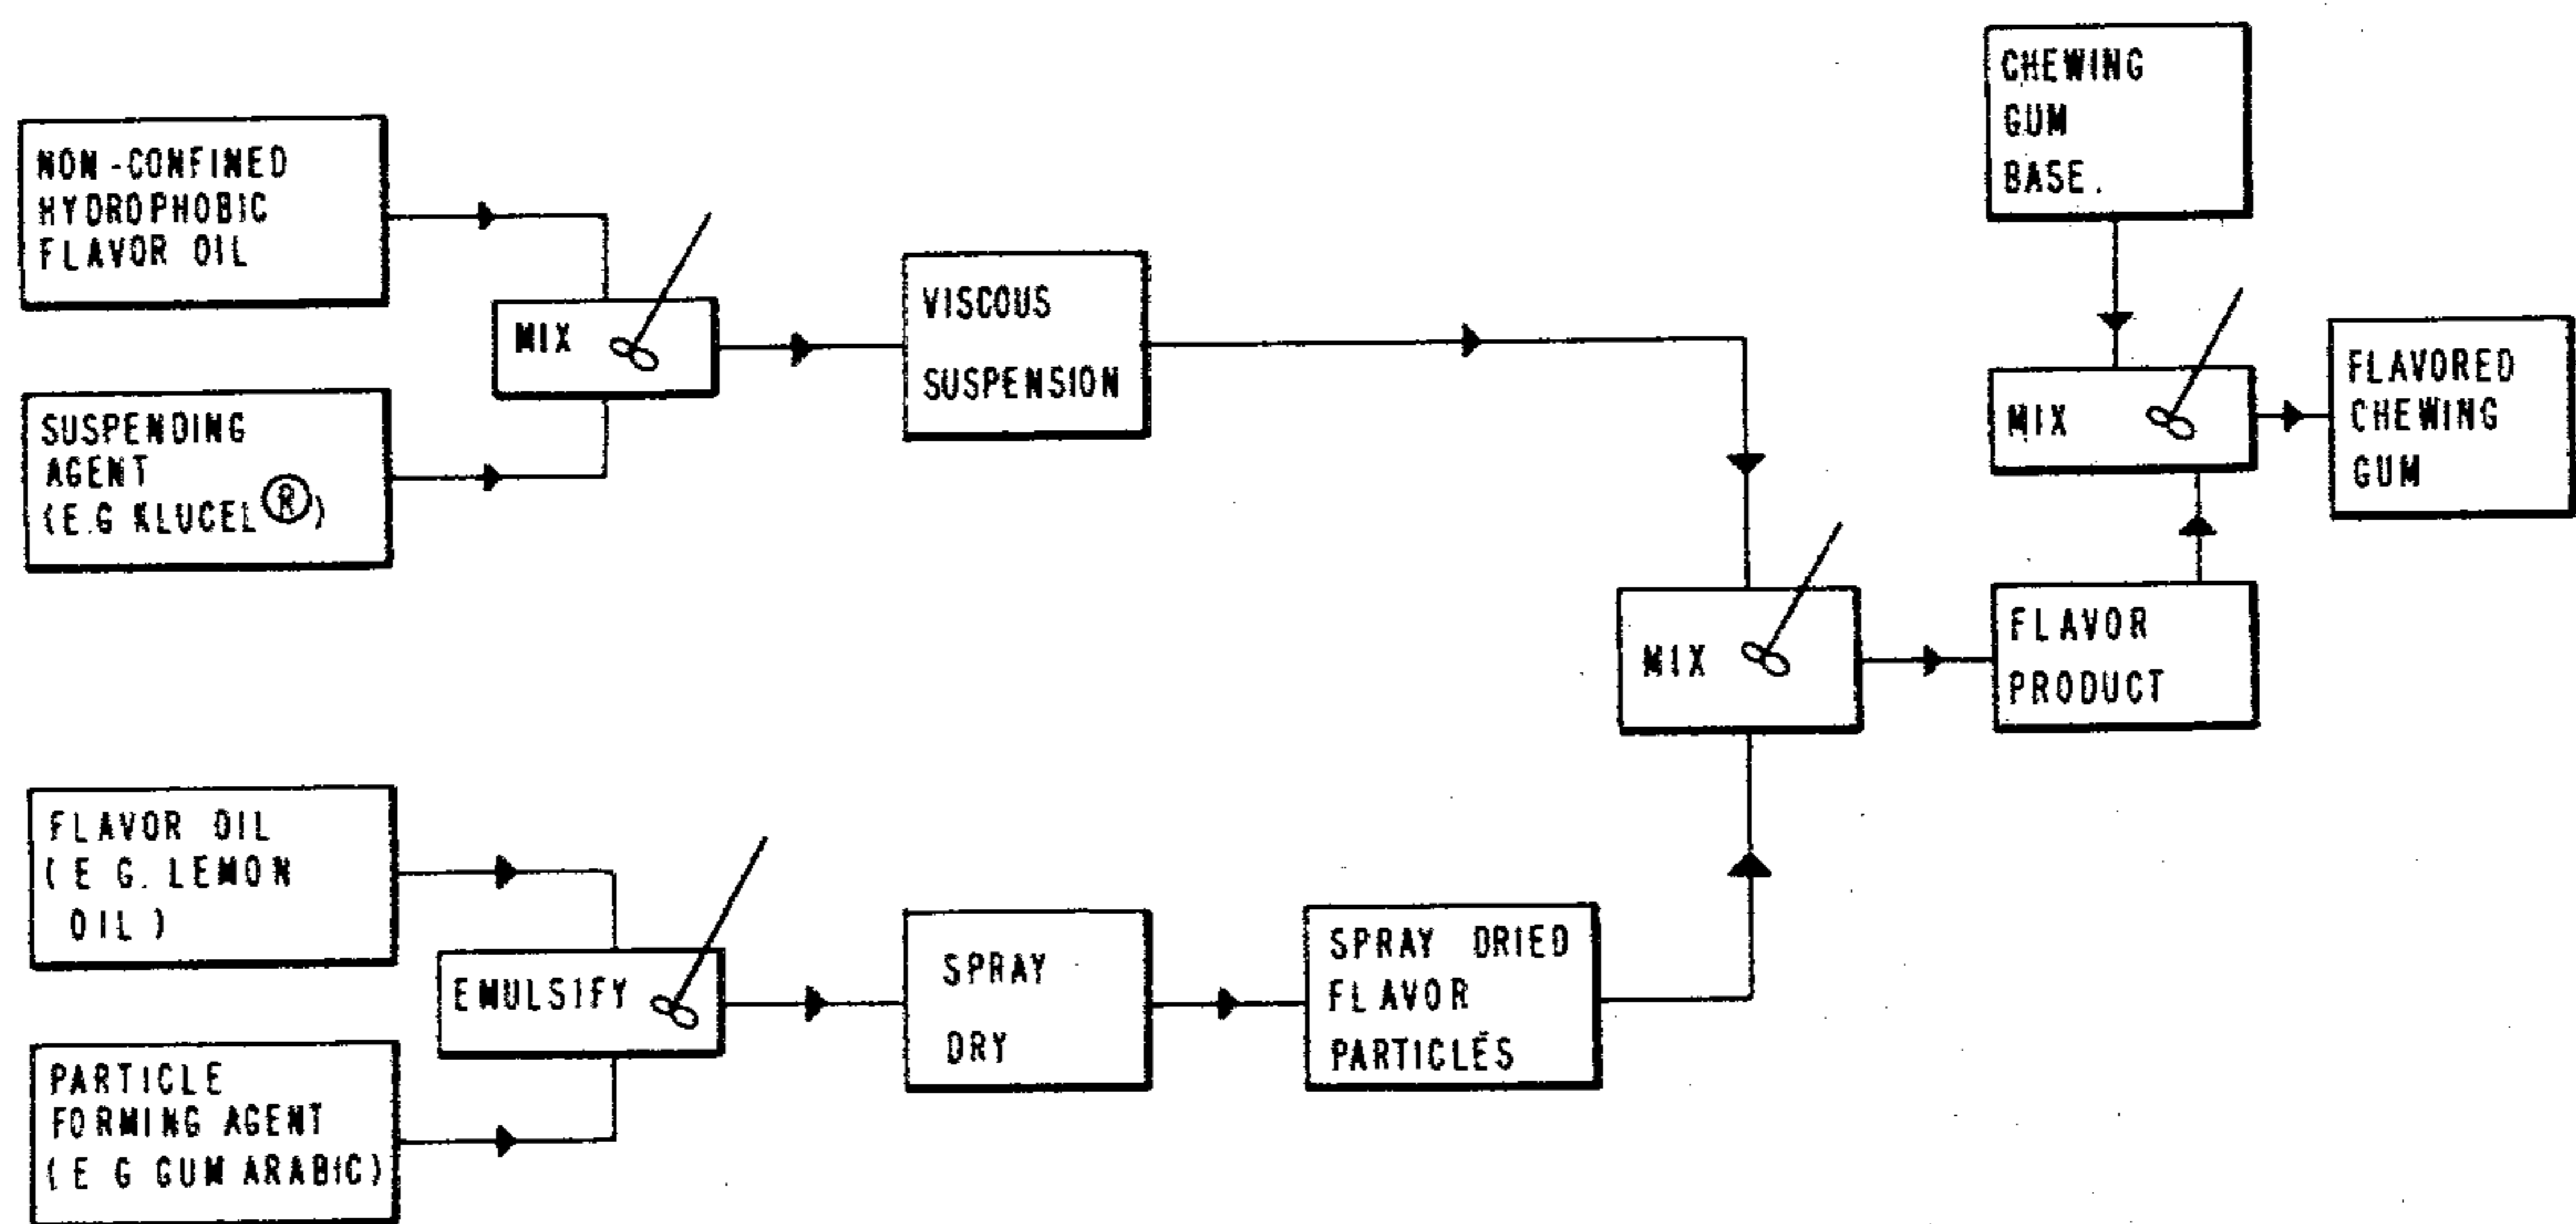 NON-CONFINED
HYDROPHOBIC
FLAVOR OIL
SUSPENDING
AGENT
(E.G KLUCEL®)
MIX
VISCOUS
SUSPENSION
CHEWING
GUM
BASE.
MIX
FLAVORED
CHEWING
GUM
MIX
FLAVOR
PRODUCT
FLAVOR OIL
(E G. LEMON
OIL)
PARTICLE
FORMING AGENT
(E G GUM ARABIC)
EMULSIFY
SPRAY
DRY
SPRAY DRIED
FLAVOR
PARTICLES